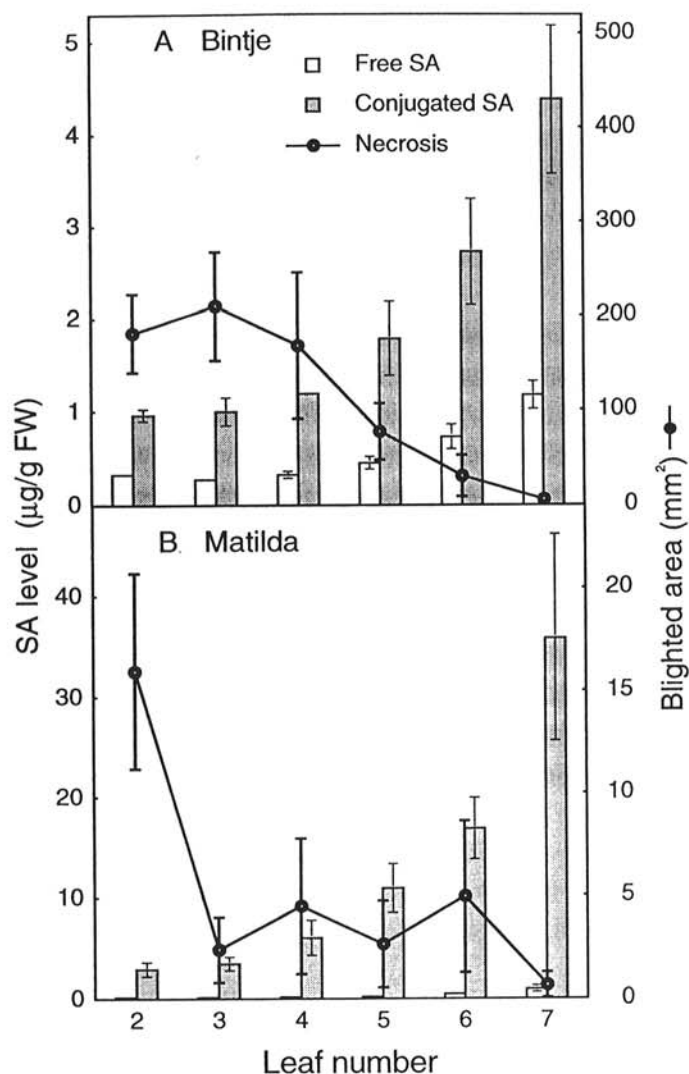 A Bintje
Free SA
Conjugated SA
Necrosis
5
4
3
2
1
0
500
400
300
200
100
0
B. Matilda
40
30
20
10
0
20
15
10
5
0
SA level (µg/g FW)
Blighted area (mm²)
2 3 4 5 6 7
Leaf number